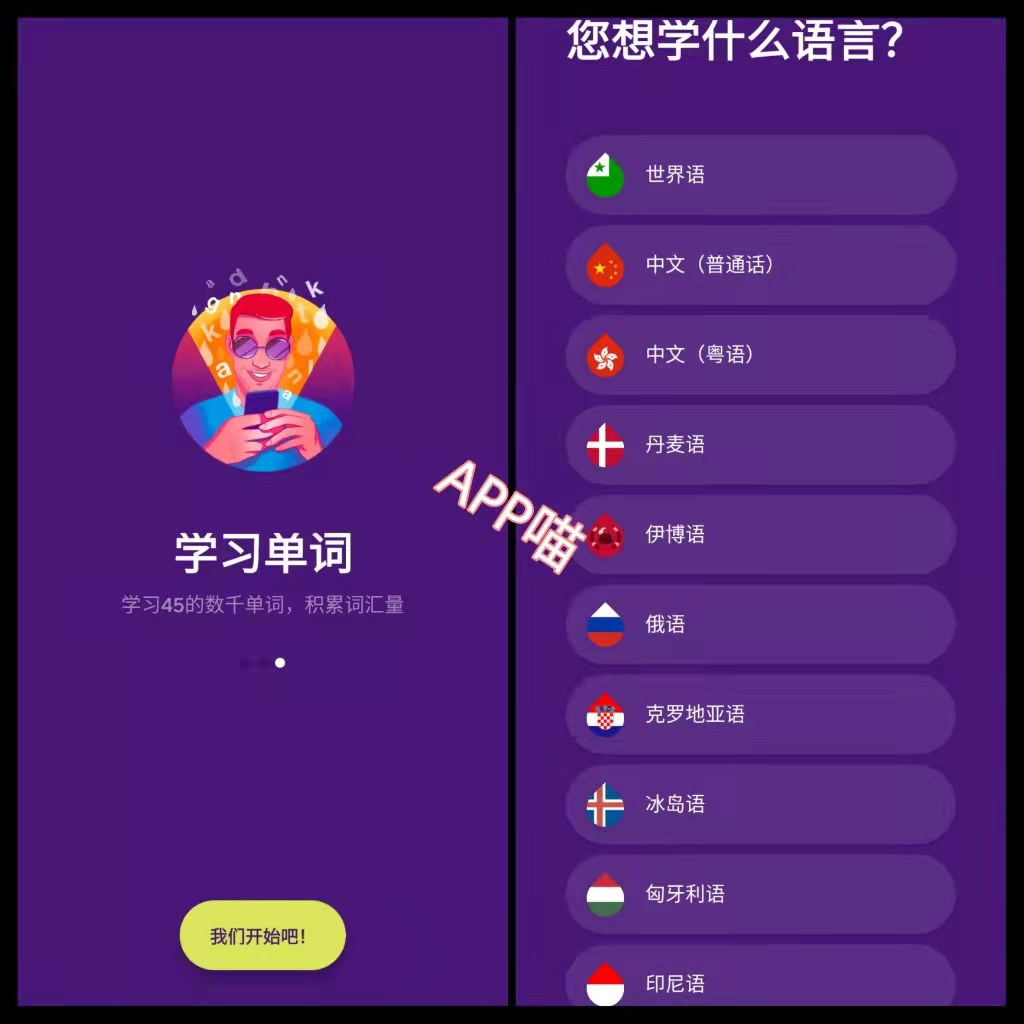 学习单词
学习45的数千单词，积累词汇量
我们开始吧！
APP喵
您想学什么语言？
世界语
中文（普通话）
中文（粤语）
丹麦语
伊博语
俄语
克罗地亚语
冰岛语
匈牙利语
印尼语